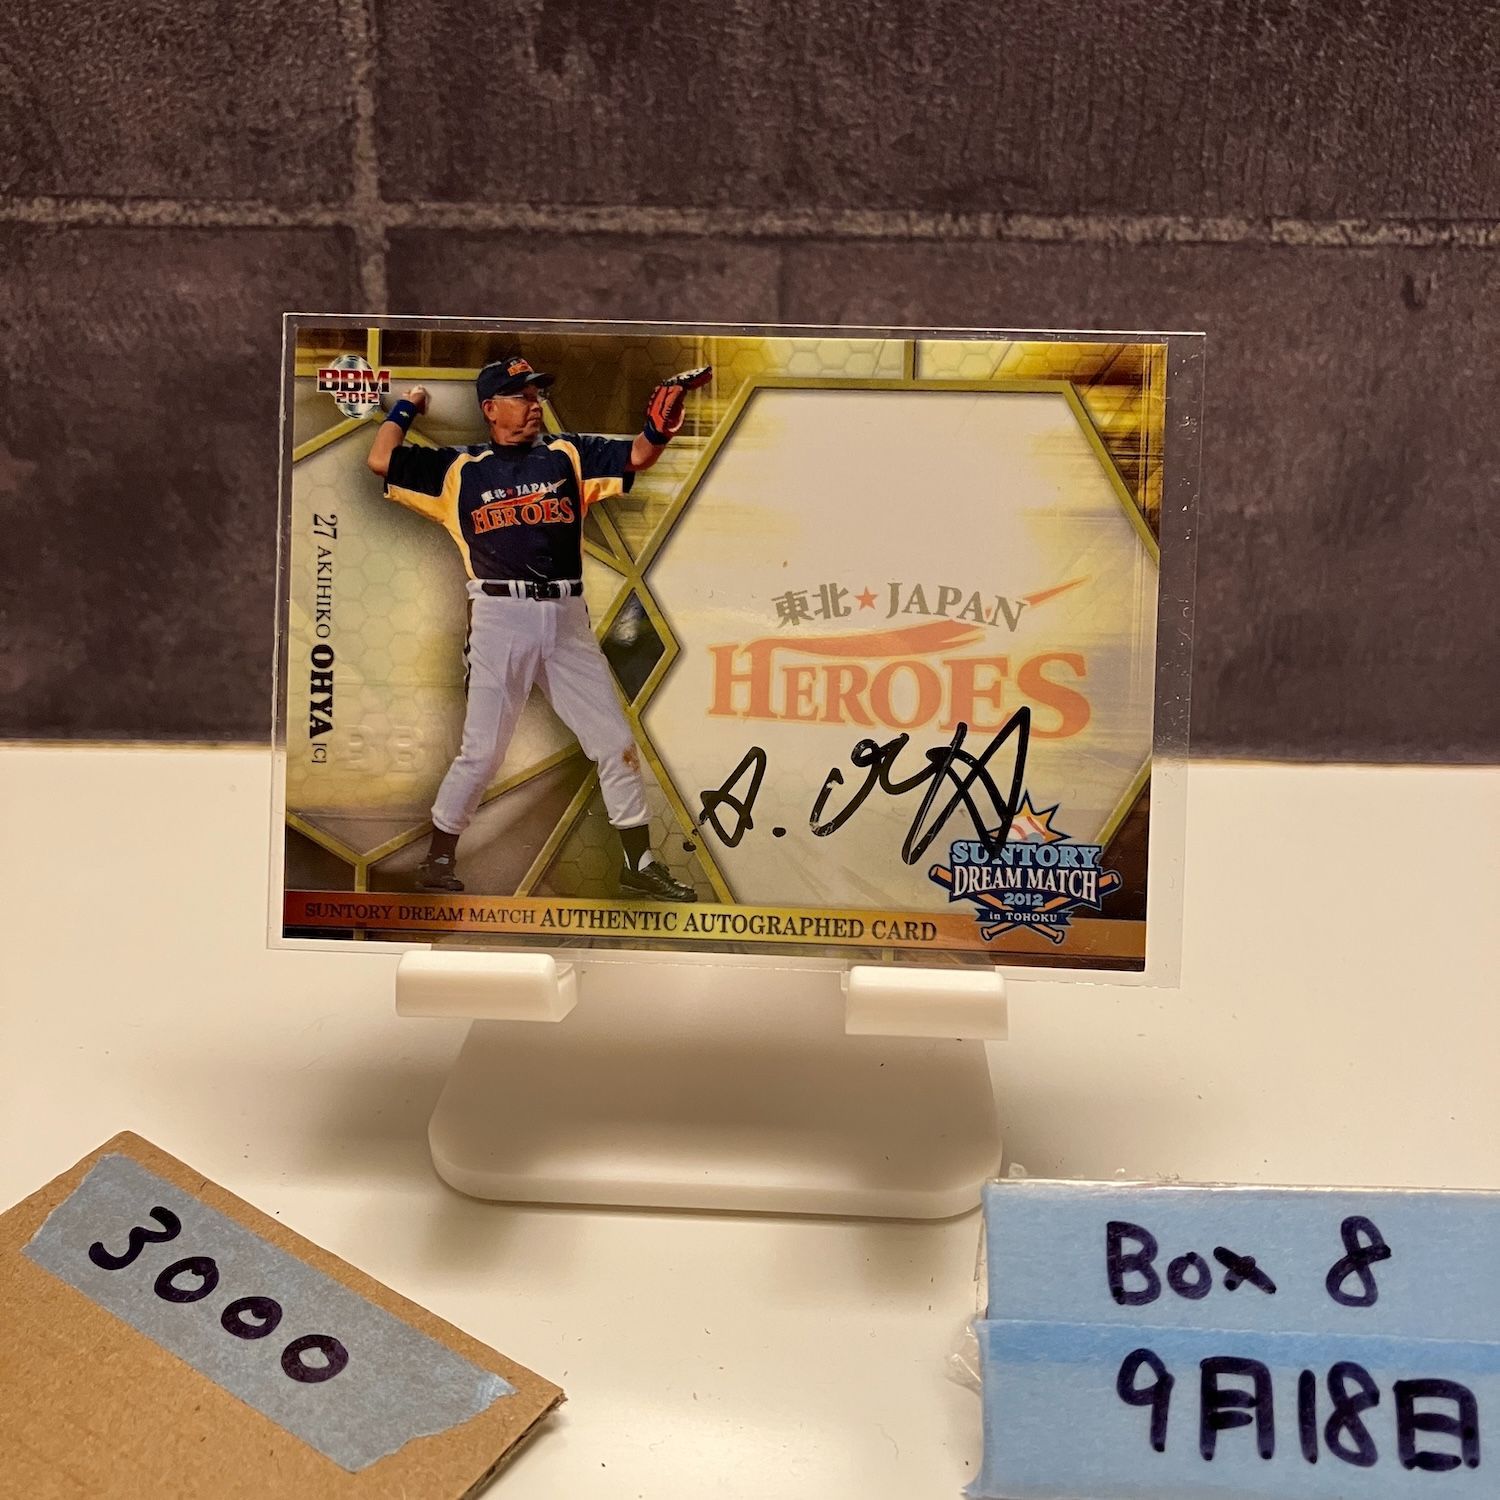 BBM
2012
東北★JAPAN
HEROES
27 AKIHIKO OHYA [C]
東北★JAPAN
HEROES
A. Ohya
SUNTORY
DREAM MATCH
2012
in TOHOKU
SUNTORY DREAM MATCH AUTHENTIC AUTOGRAPHED CARD
3000
Box 8
9月18日